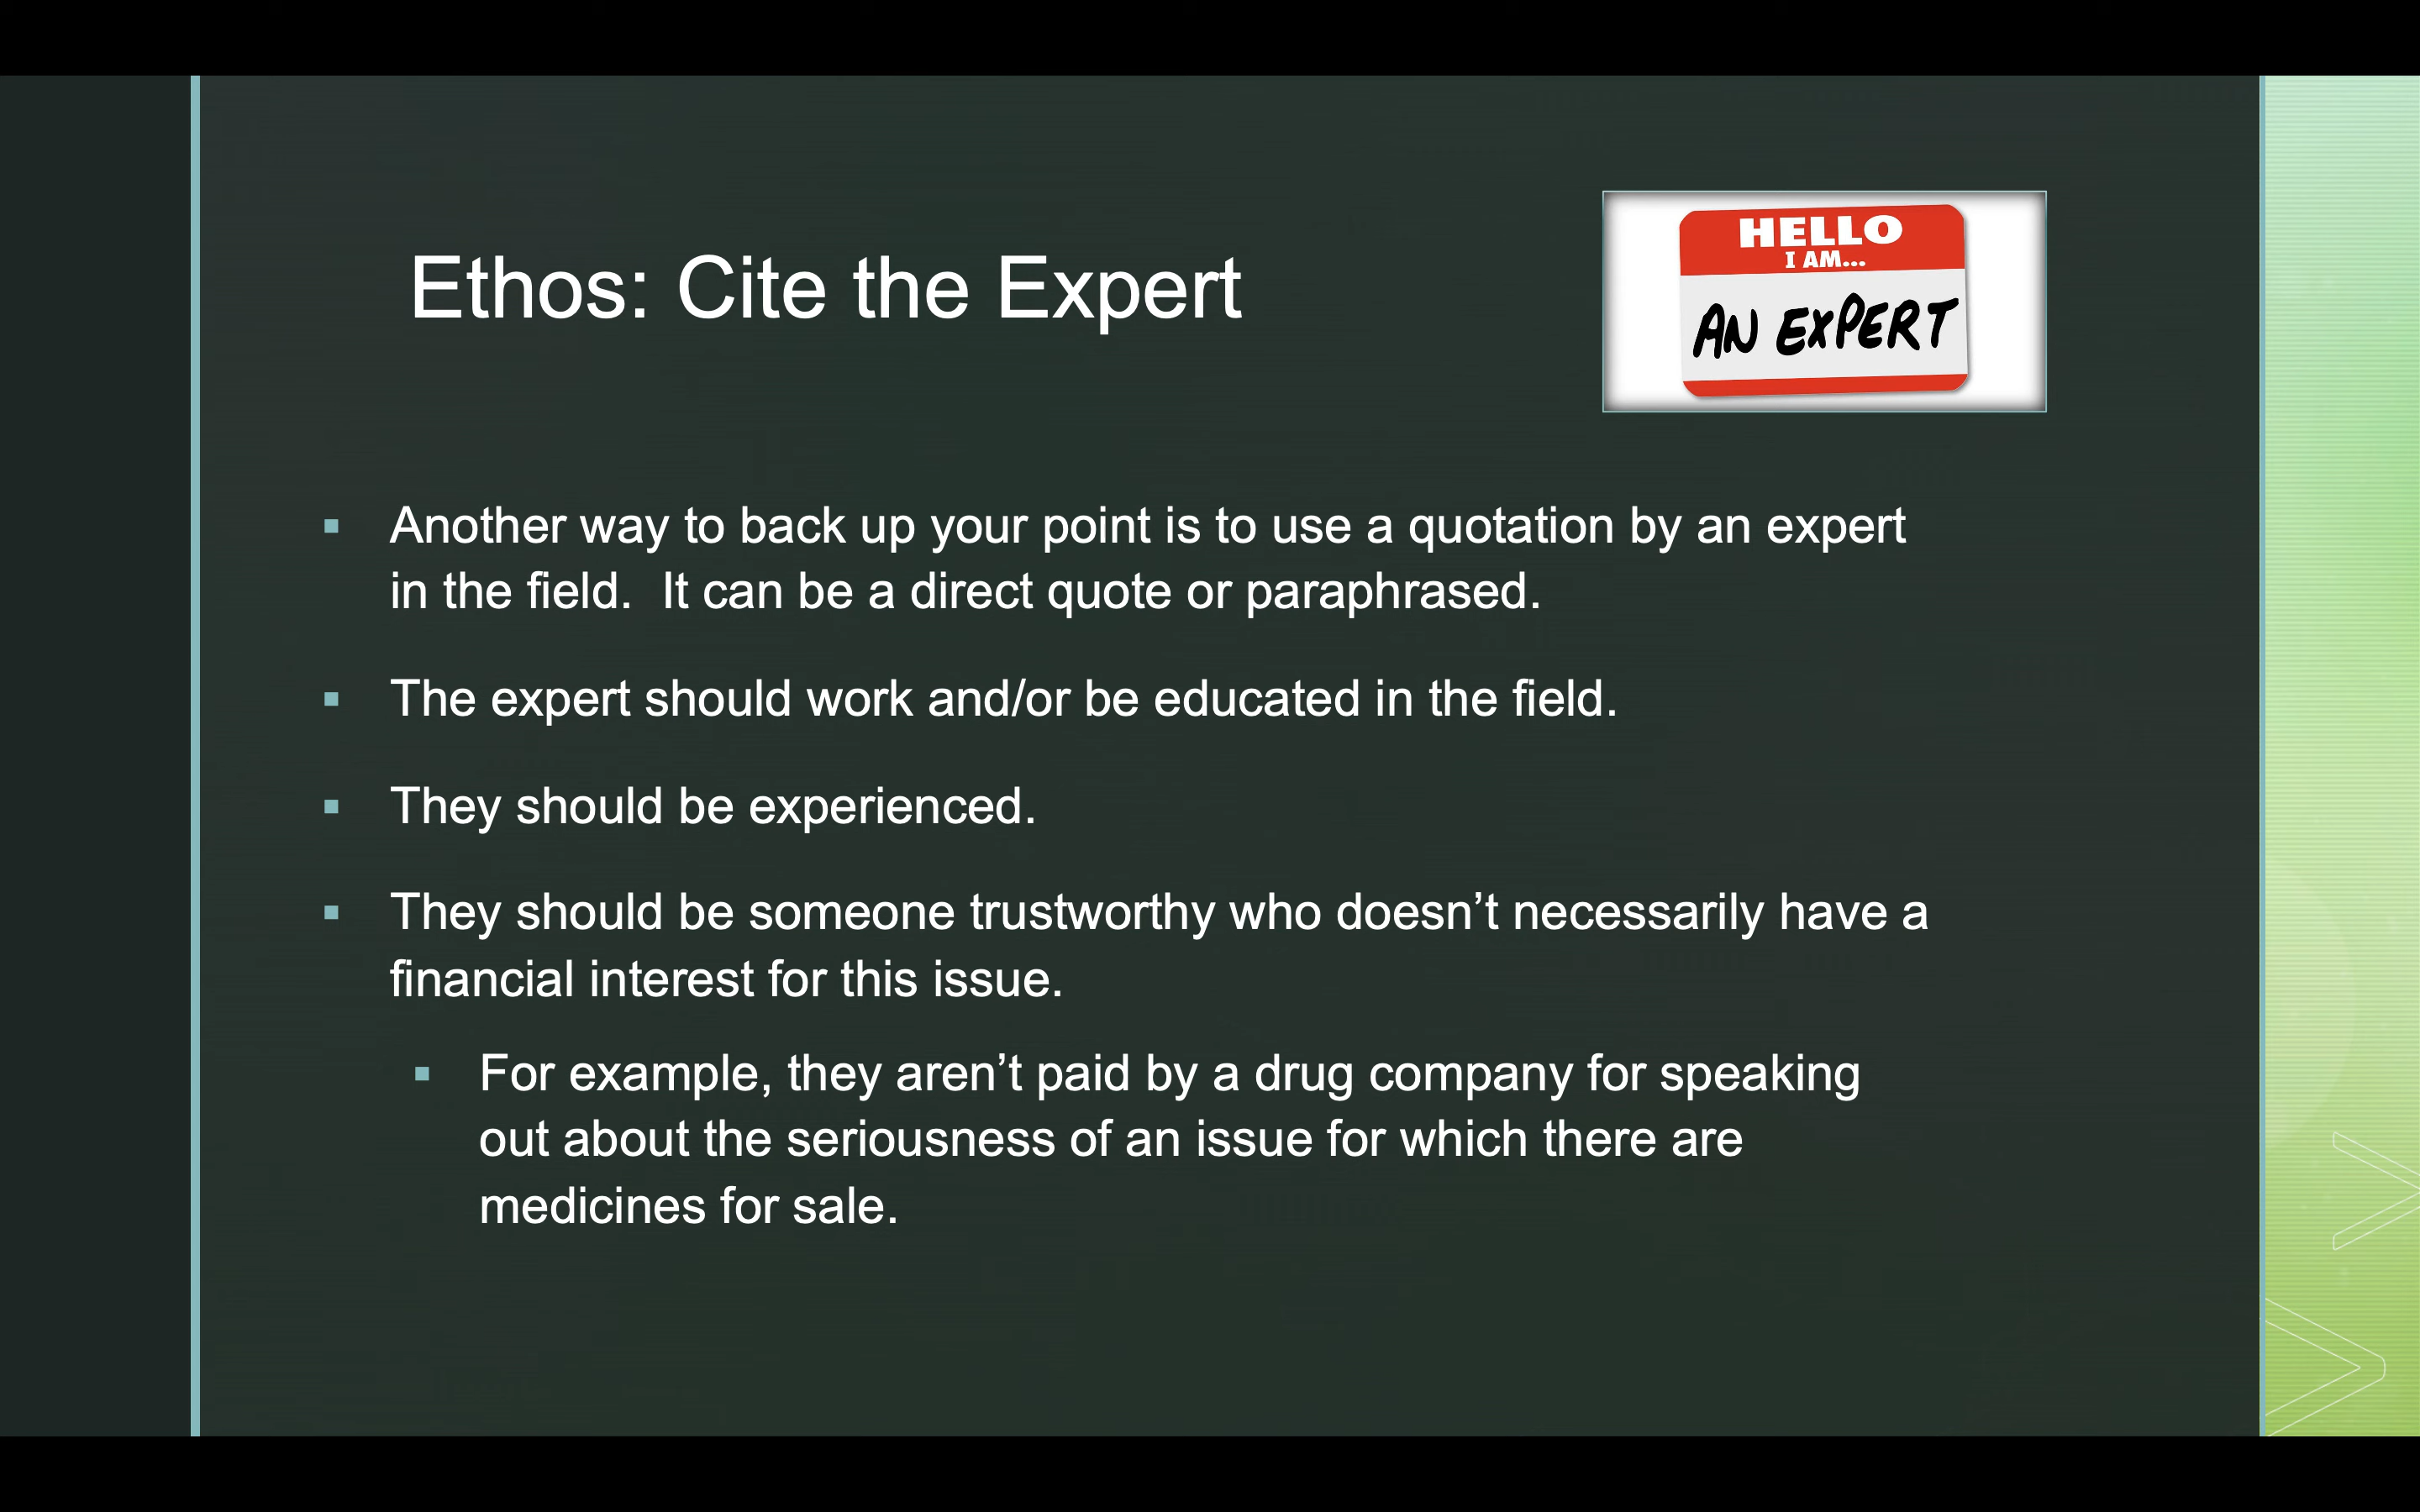 Ethos: Cite the Expert
HELLO
I AM...
AN EXPERT
▪ Another way to back up your point is to use a quotation by an expert
in the field.  It can be a direct quote or paraphrased.
▪ The expert should work and/or be educated in the field.
▪ They should be experienced.
▪ They should be someone trustworthy who doesn’t necessarily have a
financial interest for this issue.
▪ For example, they aren’t paid by a drug company for speaking
out about the seriousness of an issue for which there are
medicines for sale.